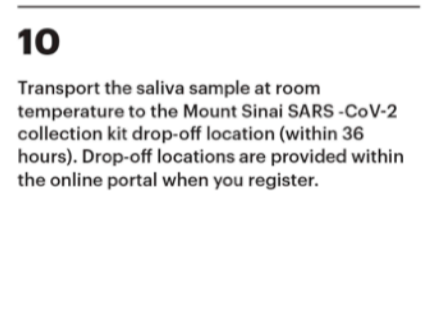 10
Transport the saliva sample at room
temperature to the Mount Sinai SARS -CoV-2
collection kit drop-off location (within 36
hours). Drop-off locations are provided within
the online portal when you register.